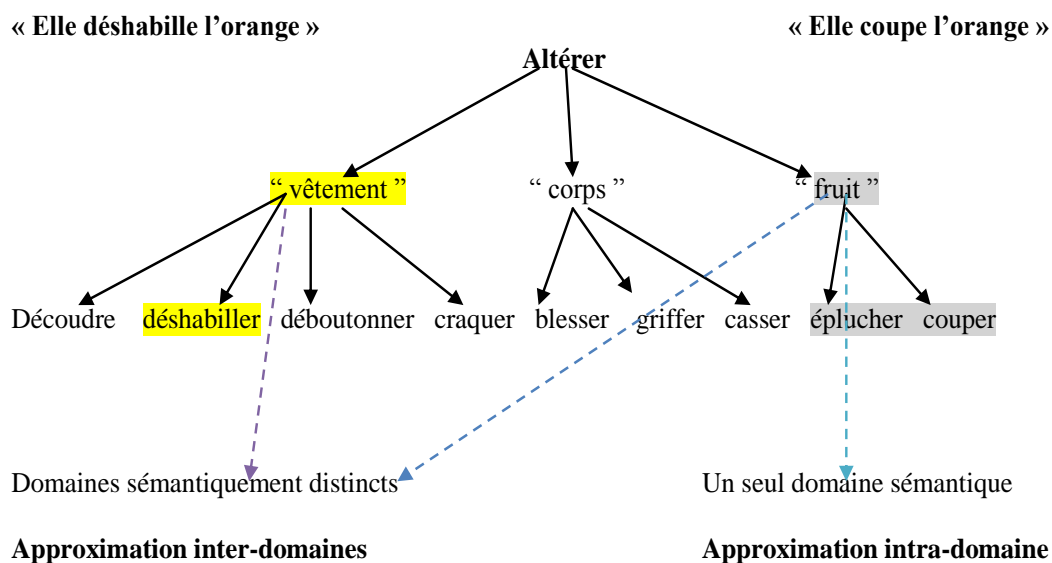 « Elle déshabille l’orange » « Elle coupe l’orange »
Altérer
“ vêtement ” “ corps ” “ fruit ”
Découdre déshabiller déboutonner craquer blesser griffer casser éplucher couper
Domaines sémantiquement distincts Un seul domaine sémantique
Approximation inter-domaines Approximation intra-domaine